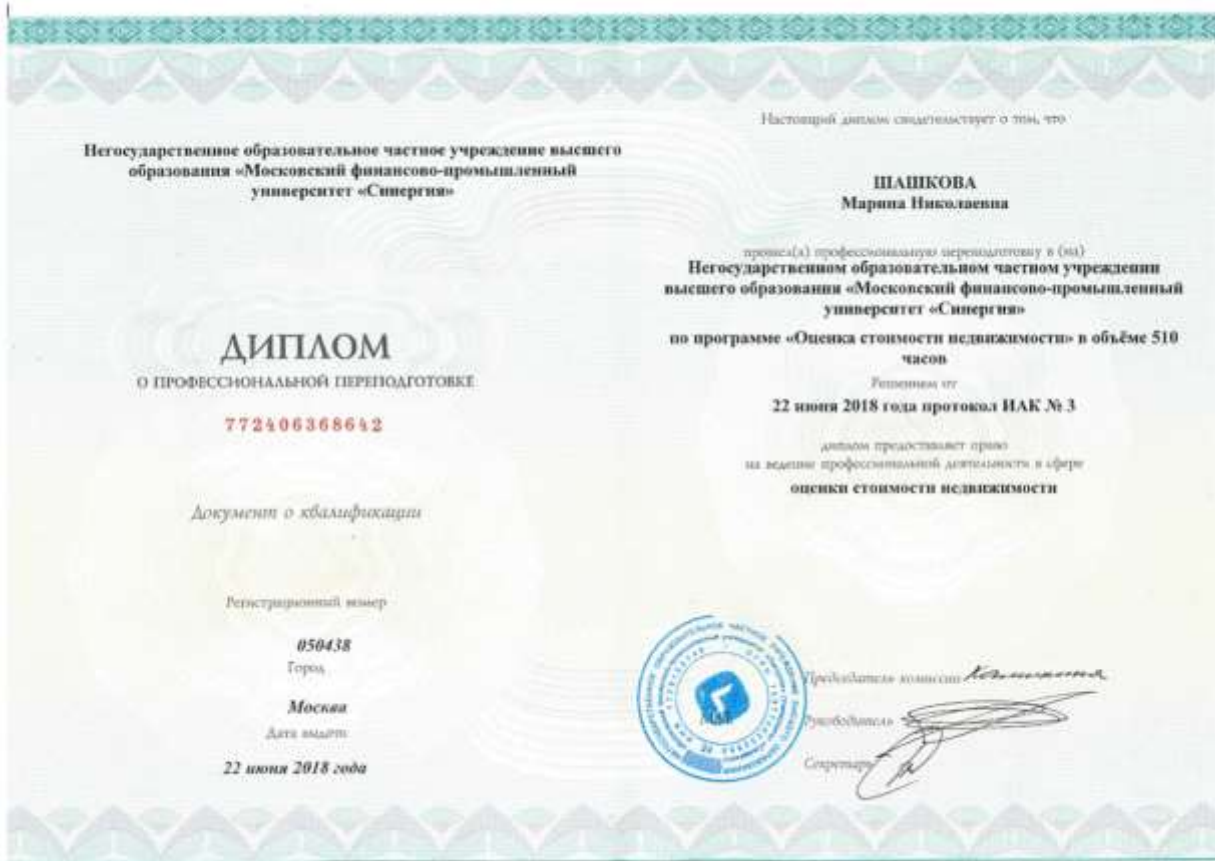 Негосударственное образовательное частное учреждение высшего
образования «Московский финансово-промышленный
университет «Синергия»
ДИПЛОМ
О ПРОФЕССИОНАЛЬНОЙ ПЕРЕПОДГОТОВКЕ
772406368642
Документ о квалификации
Регистрационный номер
050438
Город
Москва
Дата выдачи
22 июня 2018 года
Настоящий диплом свидетельствует о том, что
ШАШКОВА
Марина Николаевна
прошел(а) профессиональную переподготовку в (на)
Негосударственном образовательном частном учреждении
высшего образования «Московский финансово-промышленный
университет «Синергия»
по программе «Оценка стоимости недвижимости» в объёме 510
часов
Решением от
22 июня 2018 года протокол ИАК № 3
диплом предоставляет право
на ведение профессиональной деятельности в сфере
оценки стоимости недвижимости
Председатель комиссии
Руководитель
Секретарь